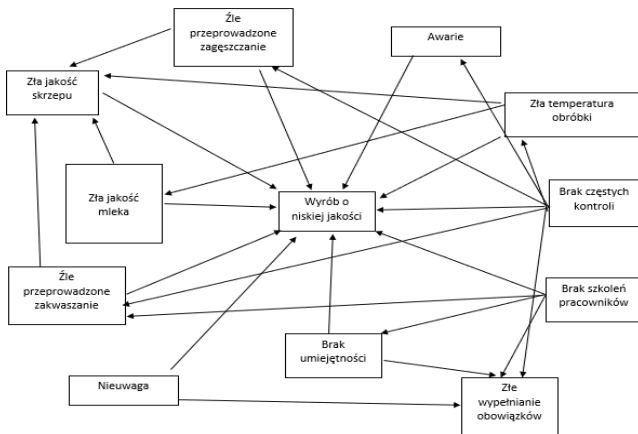 Źle
przeprowadzone
zagęszczanie
Awarie
Zła jakość
skrzepu
Zła temperatura
obróbki
Zła jakość
mleka
Wyrób o
niskiej jakości
Brak częstych
kontroli
Źle
przeprowadzone
zakwaszanie
Brak szkoleń
pracowników
Brak
umiejętności
Nieuwaga
Złe
wypełnianie
obowiązków